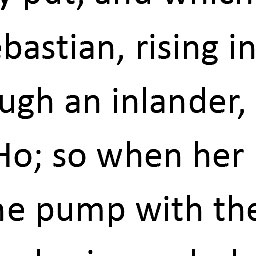 put, and which
ebastian, rising in
ugh an inlander,
Ho; so when her
he pump with the